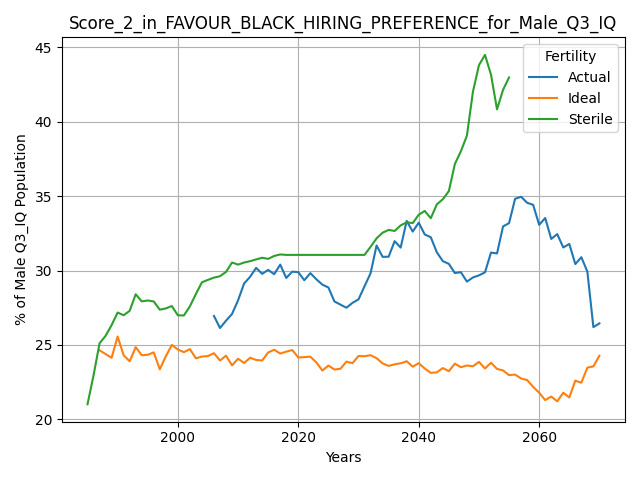 Score_2_in_FAVOUR_BLACK_HIRING_PREFERENCE_for_Male_Q3_IQ
Fertility
Actual
Ideal
Sterile
% of Male Q3_IQ Population
45
40
35
30
25
20
2000
2020
2040
2060
Years